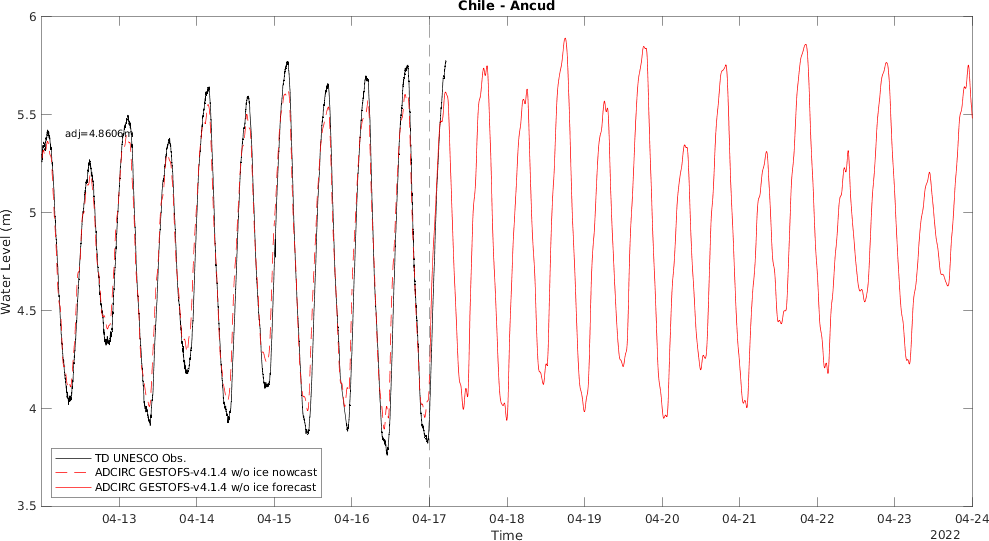 Chile - Ancud
6
5.5
5
4.5
4
3.5
Water Level (m)
adj=4.8606m
TD UNESCO Obs.
ADCIRC GESTOFS-v4.1.4 w/o ice nowcast
ADCIRC GESTOFS-v4.1.4 w/o ice forecast
04-13 04-14 04-15 04-16 04-17 04-18 04-19 04-20 04-21 04-22 04-23 04-24
Time
2022